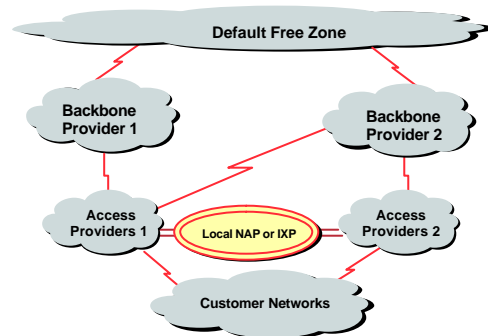 Default Free Zone
Backbone
Provider 1
Backbone
Provider 2
Access
Providers 1
Local NAP or IXP
Access
Providers 2
Customer Networks